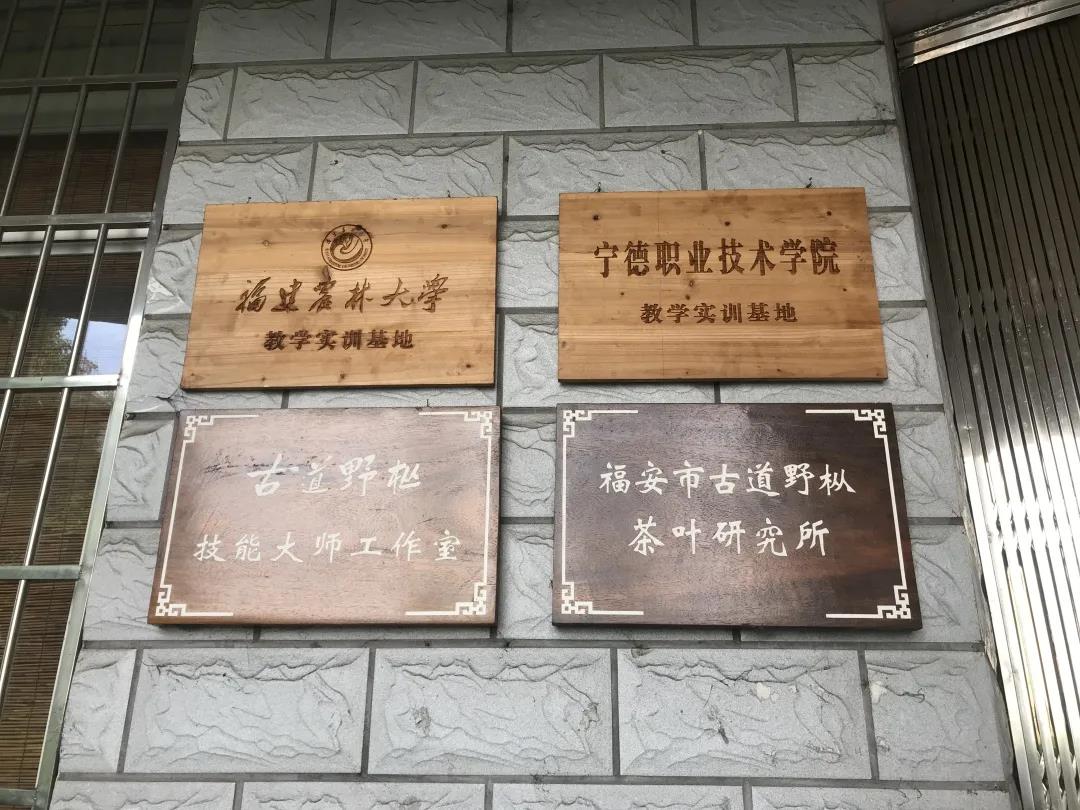 福建农林大学
教学实训基地
宁德职业技术学院
教学实训基地
古道野枞
技能大师工作室
福安市古道野枞
茶叶研究所